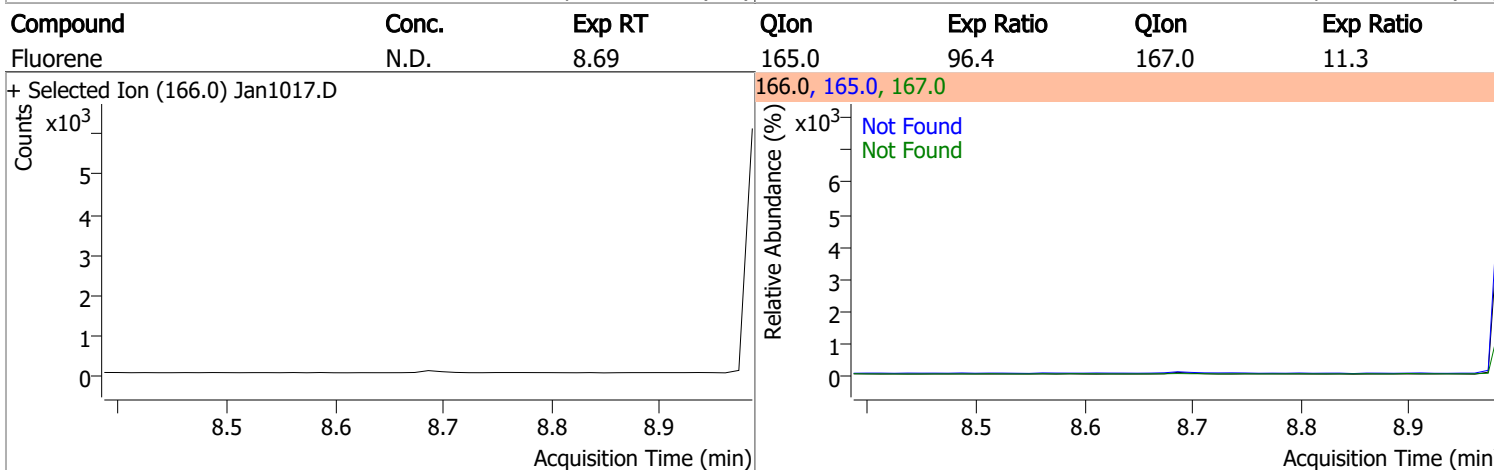 Compound Conc. Exp RT QIon Exp Ratio QIon Exp Ratio
Fluorene N.D. 8.69 165.0 96.4 167.0 11.3
+ Selected Ion (166.0) Jan1017.D
Counts
x10³
5
4
3
2
1
0
8.5 8.6 8.7 8.8 8.9
Acquisition Time (min)
166.0, 165.0, 167.0
Relative Abundance (%)
x10³
Not Found
Not Found
6
5
4
3
2
1
0
8.5 8.6 8.7 8.8 8.9
Acquisition Time (min